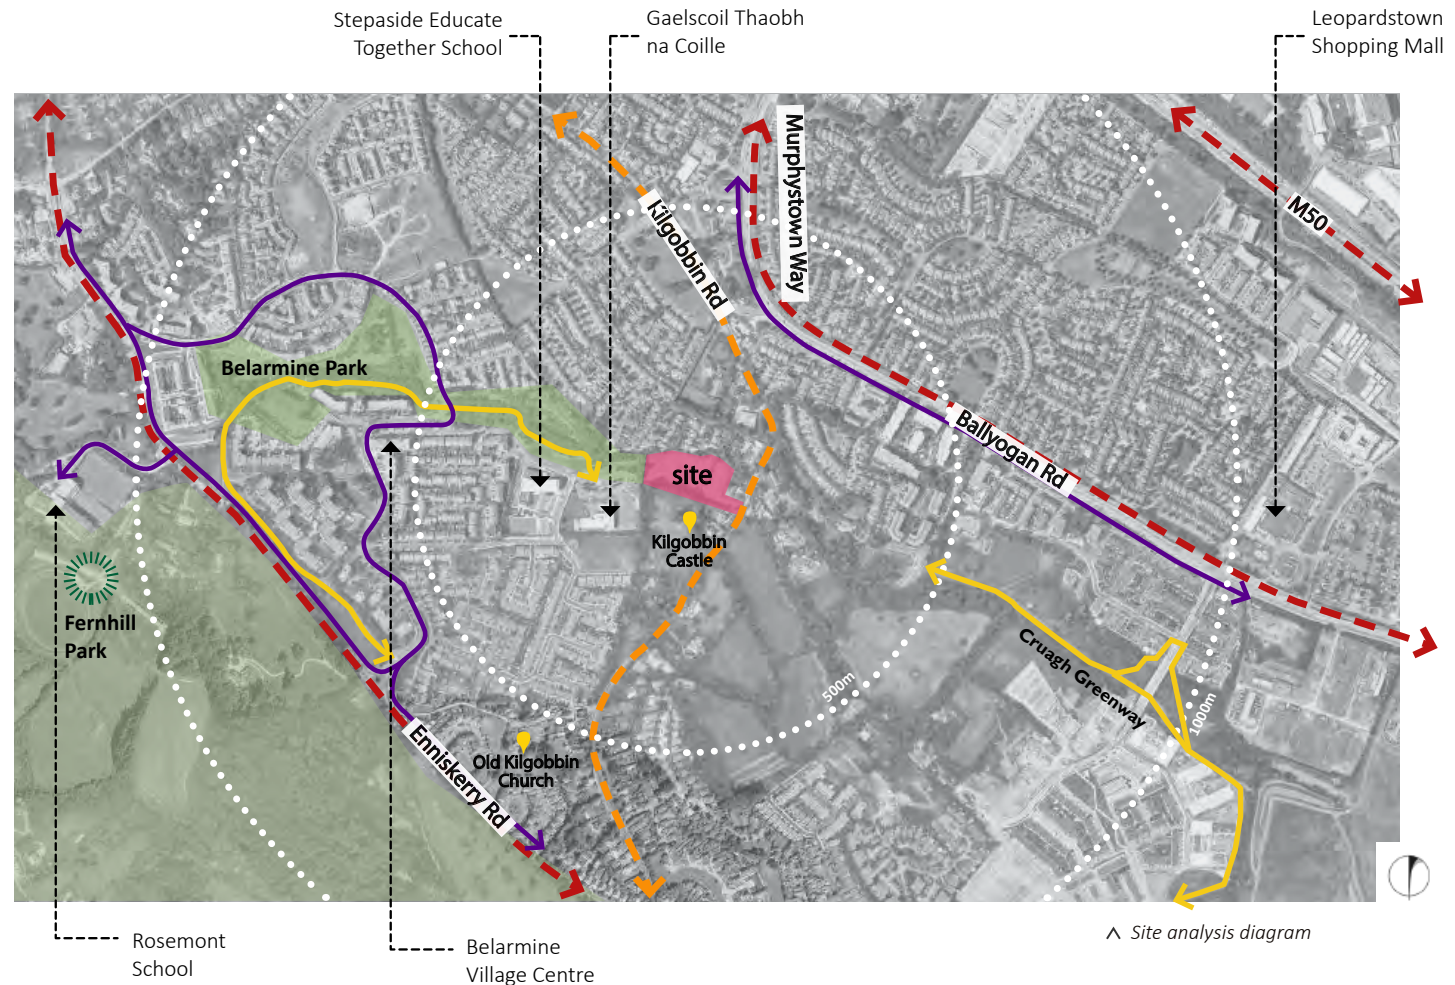 Stepaside Educate
Together School
Gaelscoil Thaobh
na Coille
Leopardstown
Shopping Mall
Murphystown Way
M50
Kilgobbin Rd
Belarmine Park
Ballyogan Rd
site
Kilgobbin
Castle
Fernhill
Park
Cruagh Greenway
500m
1000m
Old Kilgobbin
Church
Enniskerry Rd
Rosemont
School
Belarmine
Village Centre
Site analysis diagram